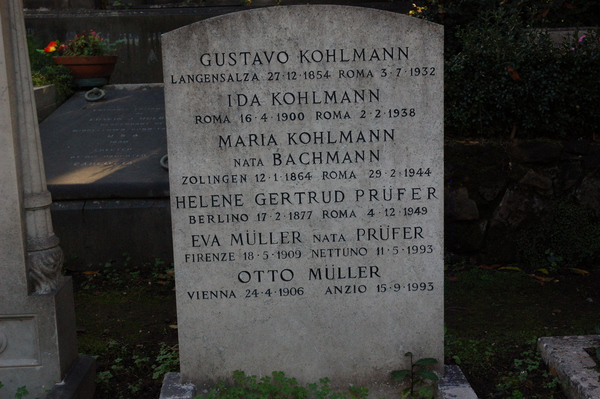 GUSTAVO KOHLMANN
LANGENSALZA 27·12·1854 ROMA 3·7·1932
IDA KOHLMANN
ROMA 16·4·1900 ROMA 2·2·1938
MARIA KOHLMANN
NATA BACHMANN
ZOLINGEN 12·1·1864 ROMA 29·2·1944
HELENE GERTRUD PRÜFER
BERLINO 17·2·1877 ROMA 4·12·1949
EVA MÜLLER NATA PRÜFER
FIRENZE 18·5·1909 NETTUNO 11·5·1993
OTTO MÜLLER
VIENNA 24·4·1906 ANZIO 15·9·1993